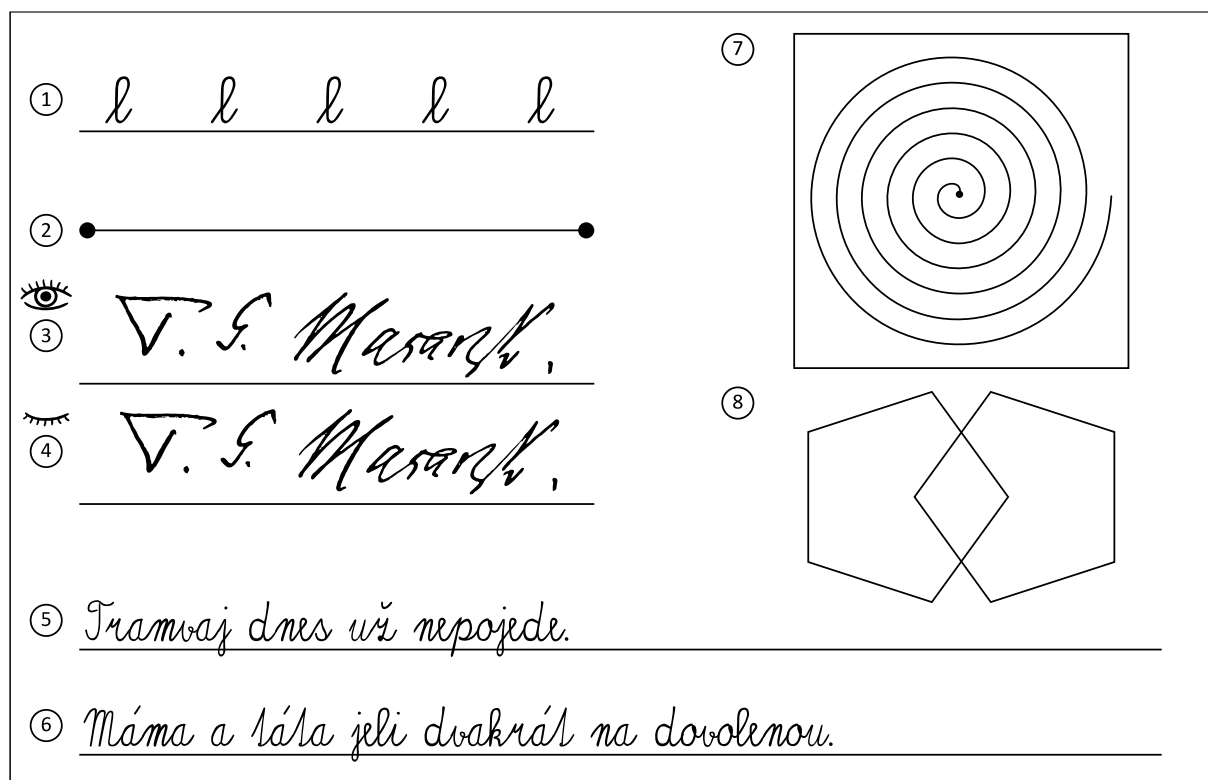 1 l l l l l
2
3 T. G. Masaryk,
4 T. G. Masaryk,
5 Tramvaj dnes už nepojede.
6 Máma a táta jeli dvakrát na dovolenou.
7
8